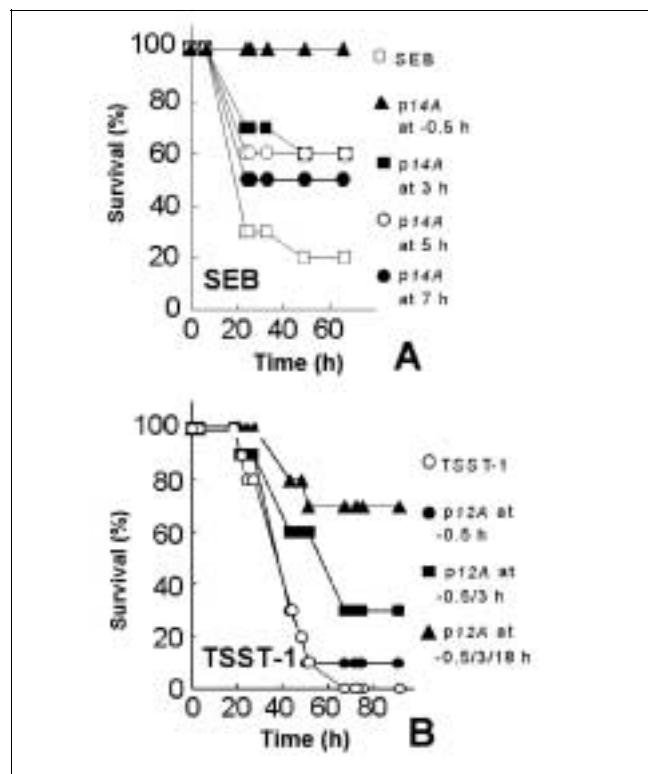 100
80
60
40
20
0
Survival (%)
SEB
0 20 40 60
Time (h)
A
SEB
p14A
at -0.5 h
p14A
at 3 h
p14A
at 5 h
p14A
at 7 h
100
80
60
40
20
0
Survival (%)
TSST-1
0 20 40 60 80
Time (h)
B
TSST-1
p12A at
-0.5 h
p12A at
-0.5/3 h
p12A at
-0.5/3/18 h